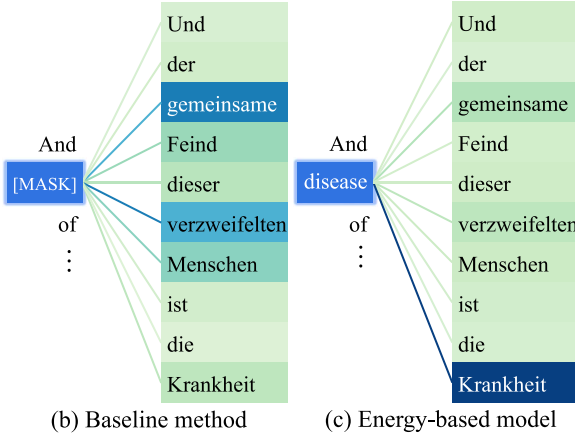 And
[MASK]
of
⋮
Und
der
gemeinsame
Feind
dieser
verzweifelten
Menschen
ist
die
Krankheit
(b) Baseline method
And
disease
of
⋮
Und
der
gemeinsame
Feind
dieser
verzweifelten
Menschen
ist
die
Krankheit
(c) Energy-based model